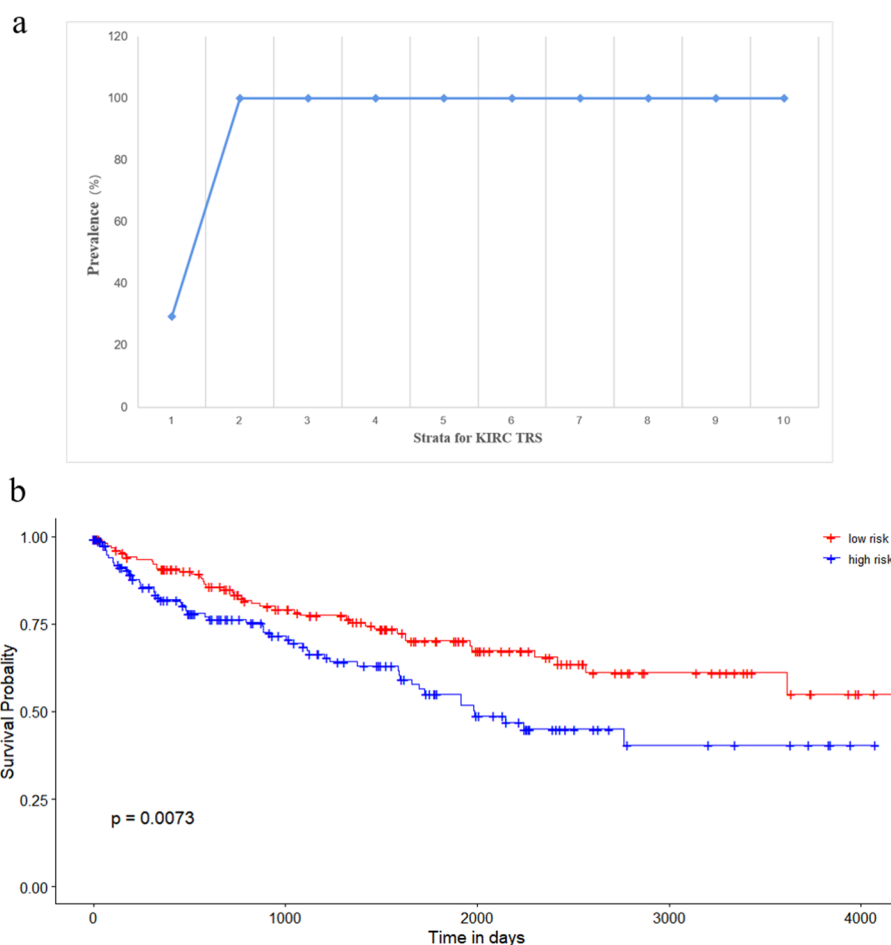 a
120
100
80
60
40
20
0
Prevalence (%)
1 2 3 4 5 6 7 8 9 10
Strata for KIRC TRS
b
1.00
0.75
0.50
0.25
0.00
Survival Probality
low risk
high risk
p = 0.0073
0 1000 2000 3000 4000
Time in days